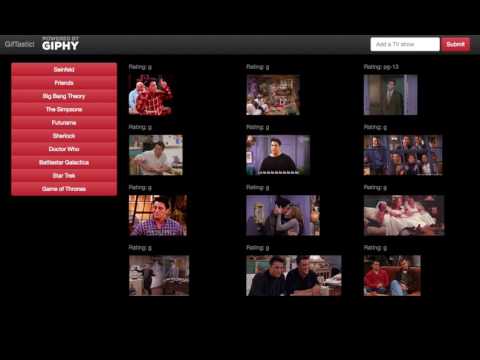 GifTastic!
POWERED BY
GIPHY
Add a TV show
Submit
Seinfeld
Friends
Big Bang Theory
The Simpsons
Futurama
Sherlock
Doctor Who
Battlestar Galactica
Star Trek
Game of Thrones
Rating: g
Rating: g
Rating: pg-13
Rating: g
Rating: g
Rating: g
Rating: g
Rating: g
Rating: g
Rating: g
Rating: g
Rating: g